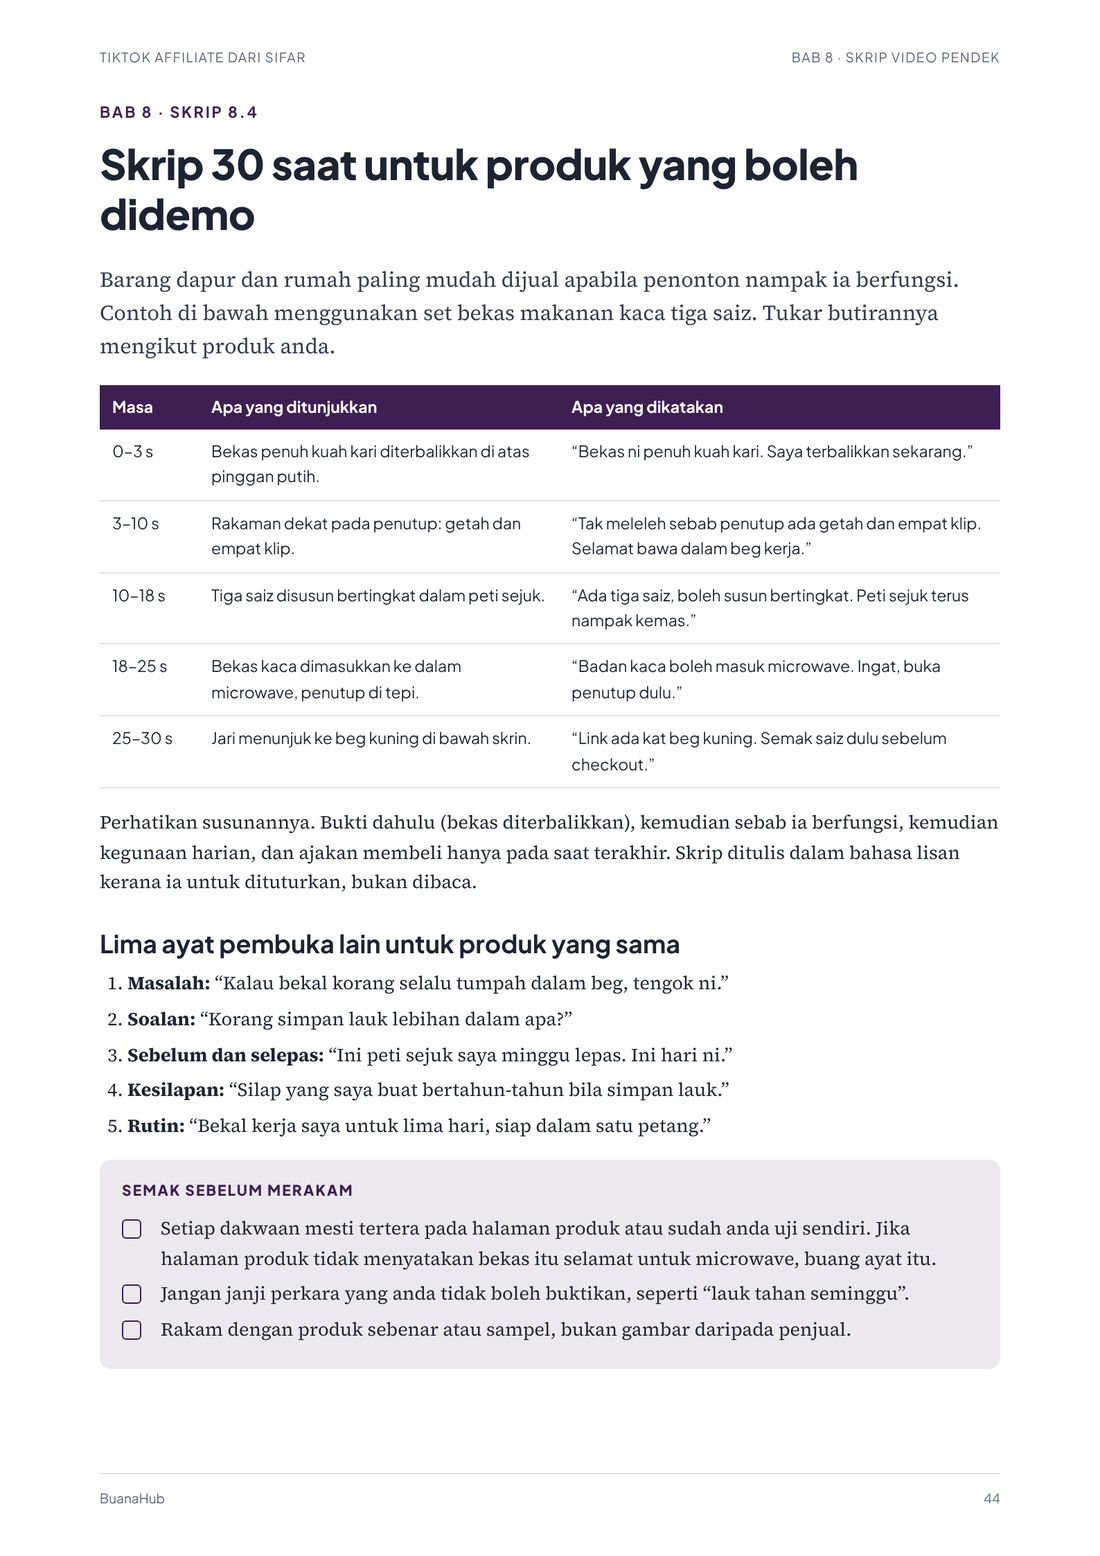 TIKTOK AFFILIATE DARI SIFAR
BAB 8 · SKRIP VIDEO PENDEK
BAB 8 · SKRIP 8.4
Skrip 30 saat untuk produk yang boleh
didemo
Barang dapur dan rumah paling mudah dijual apabila penonton nampak ia berfungsi.
Contoh di bawah menggunakan set bekas makanan kaca tiga saiz. Tukar butirannya
mengikut produk anda.
Masa
Apa yang ditunjukkan
Apa yang dikatakan
0–3 s
Bekas penuh kuah kari diterbalikkan di atas
pinggan putih.
“Bekas ni penuh kuah kari. Saya terbalikkan sekarang.”
3–10 s
Rakaman dekat pada penutup: getah dan
empat klip.
“Tak meleleh sebab penutup ada getah dan empat klip.
Selamat bawa dalam beg kerja.”
10–18 s
Tiga saiz disusun bertingkat dalam peti sejuk.
“Ada tiga saiz, boleh susun bertingkat. Peti sejuk terus
nampak kemas.”
18–25 s
Bekas kaca dimasukkan ke dalam
microwave, penutup di tepi.
“Badan kaca boleh masuk microwave. Ingat, buka
penutup dulu.”
25–30 s
Jari menunjuk ke beg kuning di bawah skrin.
“Link ada kat beg kuning. Semak saiz dulu sebelum
checkout.”
Perhatikan susunannya. Bukti dahulu (bekas diterbalikkan), kemudian sebab ia berfungsi, kemudian
kegunaan harian, dan ajakan membeli hanya pada saat terakhir. Skrip ditulis dalam bahasa lisan
kerana ia untuk dituturkan, bukan dibaca.
Lima ayat pembuka lain untuk produk yang sama
1. Masalah: “Kalau bekal korang selalu tumpah dalam beg, tengok ni.”
2. Soalan: “Korang simpan lauk lebihan dalam apa?”
3. Sebelum dan selepas: “Ini peti sejuk saya minggu lepas. Ini hari ni.”
4. Kesilapan: “Silap yang saya buat bertahun-tahun bila simpan lauk.”
5. Rutin: “Bekal kerja saya untuk lima hari, siap dalam satu petang.”
SEMAK SEBELUM MERAKAM
Setiap dakwaan mesti tertera pada halaman produk atau sudah anda uji sendiri. Jika
halaman produk tidak menyatakan bekas itu selamat untuk microwave, buang ayat itu.
Jangan janji perkara yang anda tidak boleh buktikan, seperti “lauk tahan seminggu”.
Rakam dengan produk sebenar atau sampel, bukan gambar daripada penjual.
BuanaHub
44